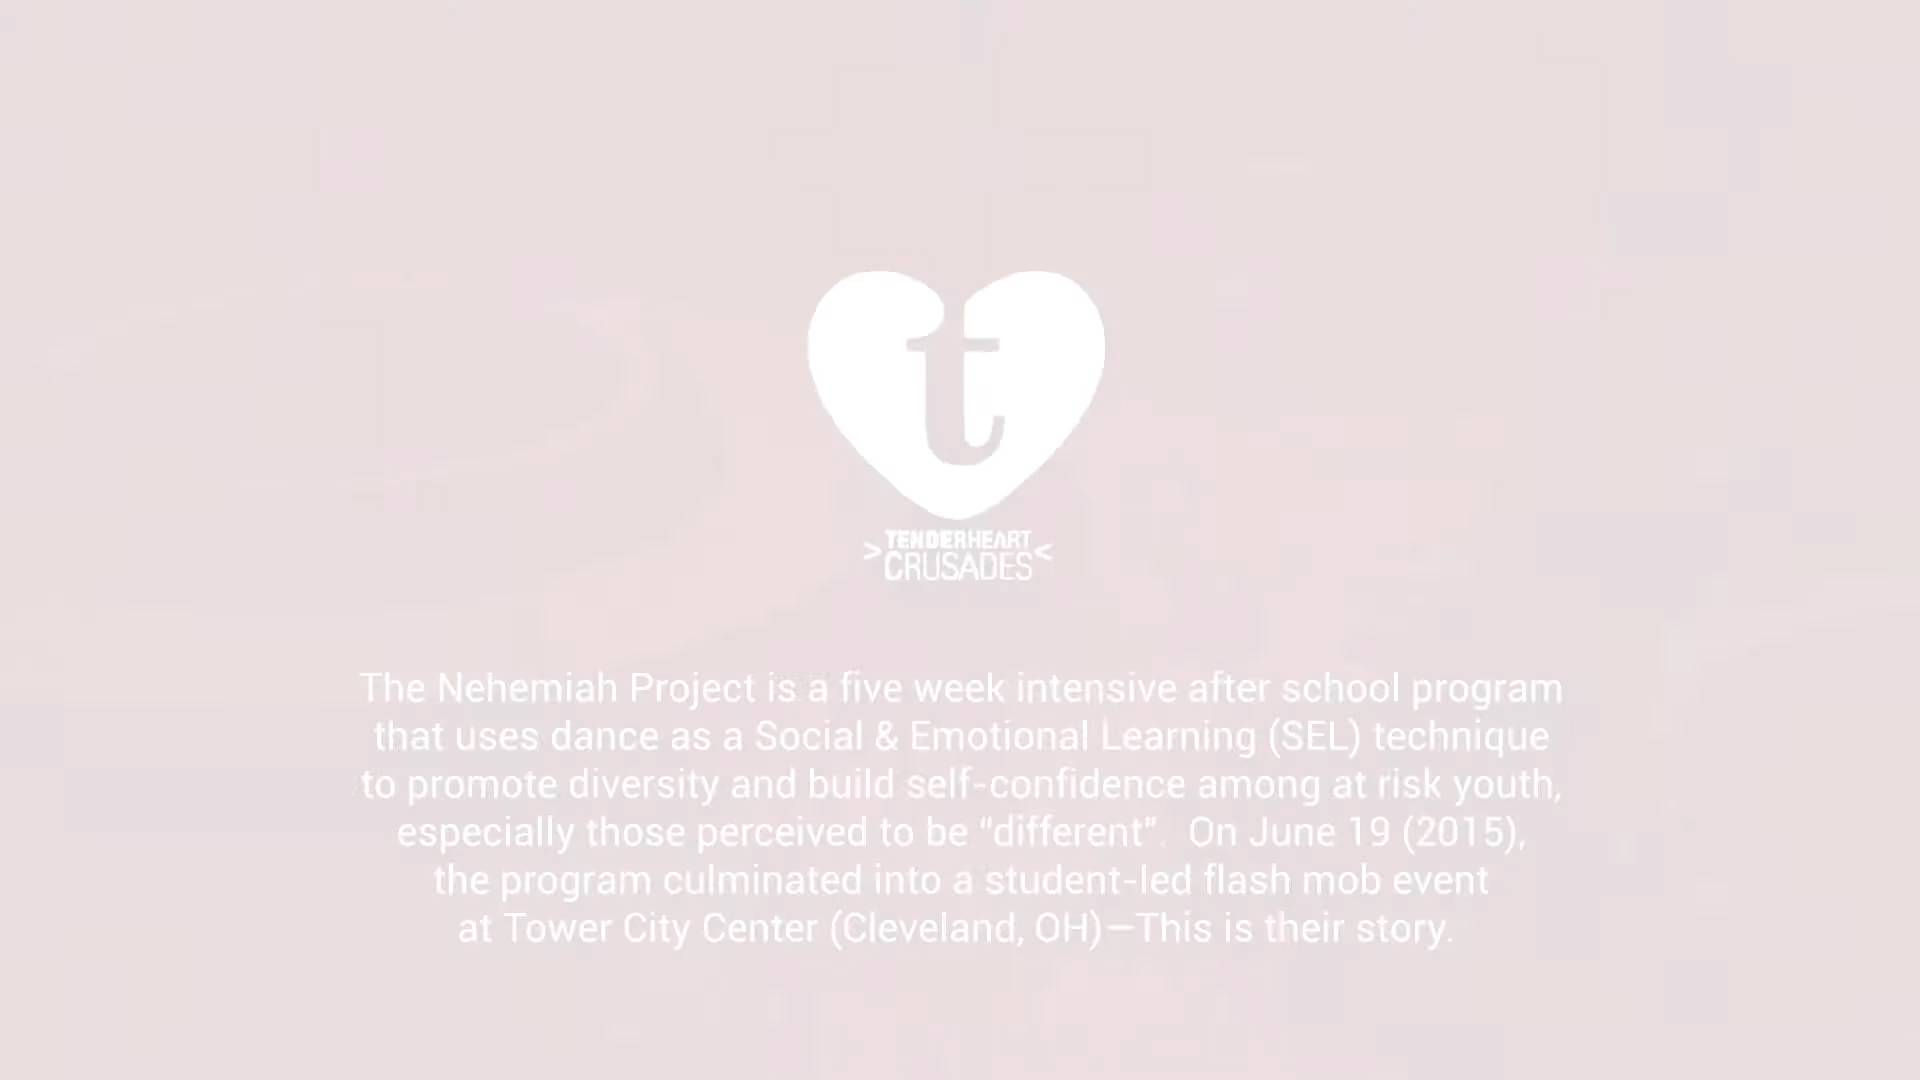 t
>TENDERHEART
CRUSADES<
The Nehemiah Project is a five week intensive after school program
that uses dance as a Social & Emotional Learning (SEL) technique
to promote diversity and build self-confidence among at risk youth,
especially those perceived to be "different".  On June 19 (2015),
the program culminated into a student-led flash mob event
at Tower City Center (Cleveland, OH)—This is their story.